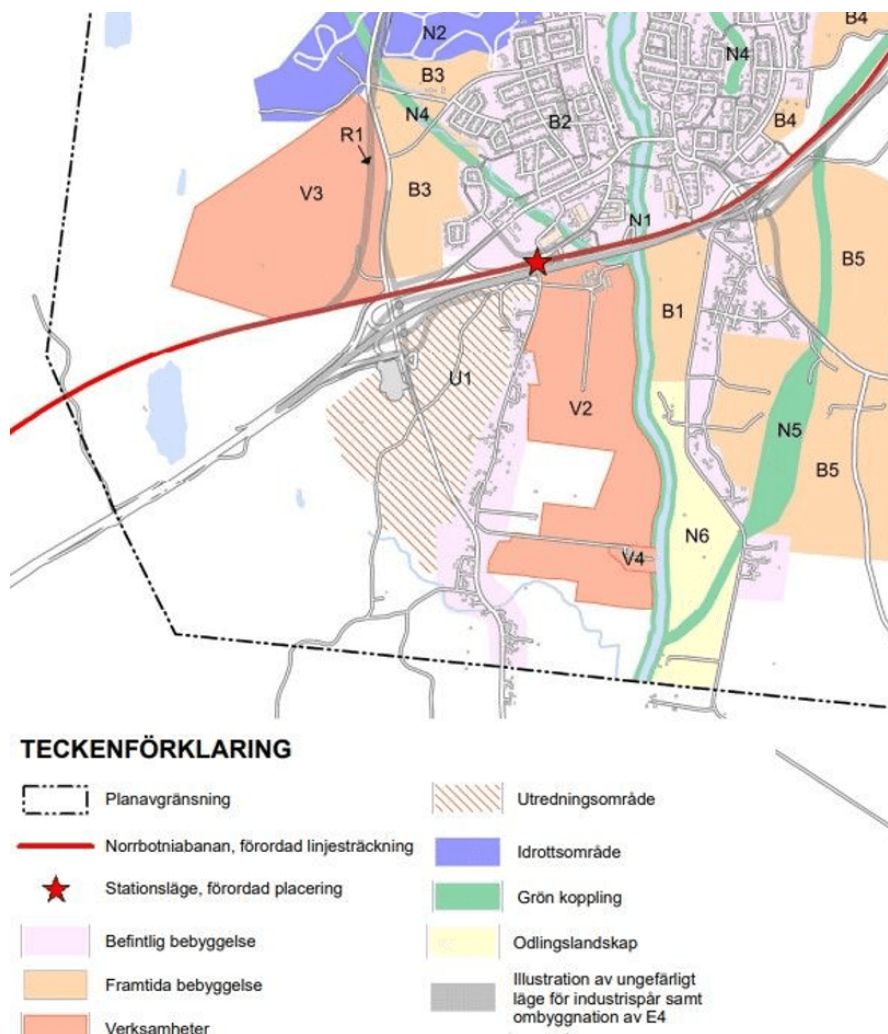 B4
N2
N4
B3
N4
B2
B4
R1
V3
B3
N1
B5
B1
U1
V2
N5
B5
N6
V4
TECKENFÖRKLARING
Planavgränsning
Norrbotniabanan, förordad linjesträckning
Stationsläge, förordad placering
Befintlig bebyggelse
Framtida bebyggelse
Verksamheter
Utredningsområde
Idrottsområde
Grön koppling
Odlingslandskap
Illustration av ungefärligt
läge för industrispår samt
ombyggnation av E4